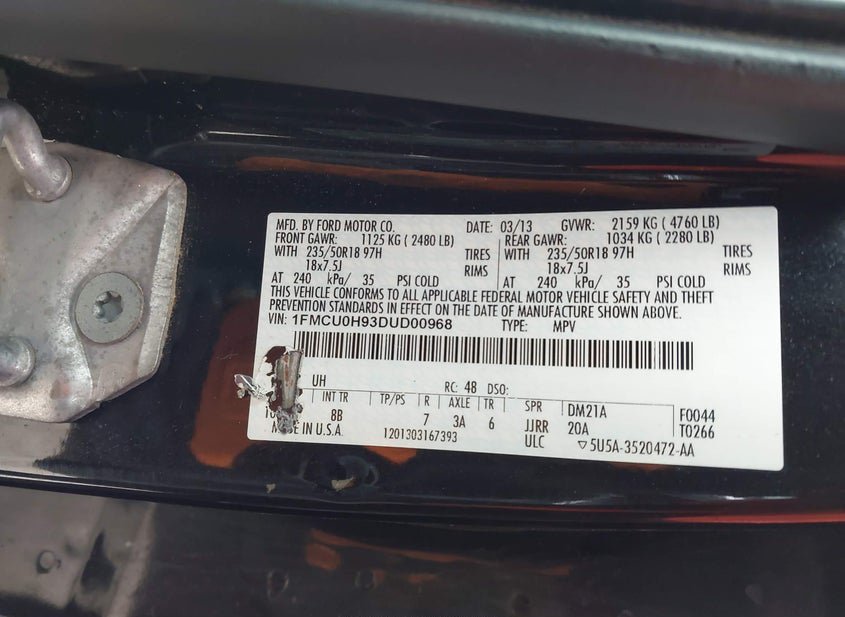 MFD. BY FORD MOTOR CO. DATE: 03/13 GVWR: 2159 KG ( 4760 LB)
FRONT GAWR: 1125 KG ( 2480 LB) REAR GAWR: 1034 KG ( 2280 LB)
WITH 235/50R18 97H TIRES WITH 235/50R18 97H TIRES
18x7.5J RIMS 18x7.5J RIMS
AT 240 kPa/ 35 PSI COLD AT 240 kPa/ 35 PSI COLD
THIS VEHICLE CONFORMS TO ALL APPLICABLE FEDERAL MOTOR VEHICLE SAFETY AND THEFT
PREVENTION STANDARDS IN EFFECT ON THE DATE OF MANUFACTURE SHOWN ABOVE.
VIN: 1FMCU0H93DUD00968 TYPE: MPV
UH RC: 48 DSO:
INT TR TP/PS R AXLE TR SPR DM21A F0044
8B 7 3A 6 JJRR 20A T0266
IN U.S.A. 1201303167393 ULC ▽5U5A-3520472-AA